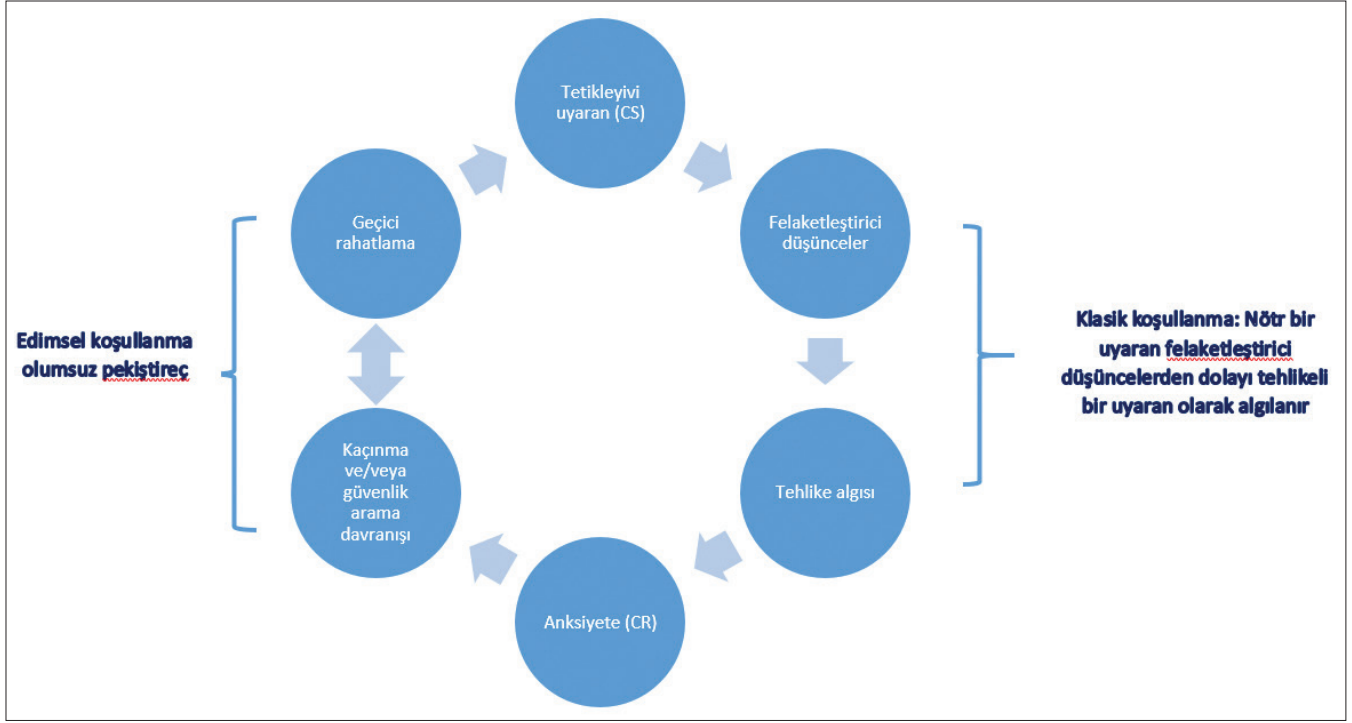 Tetikleyivi
uyaran (CS)
Felaketleştirici
düşünceler
Tehlike algısı
Anksiyete (CR)
Kaçınma
ve/veya
güvenlik
arama
davranışı
Geçici
rahatlama
Edimsel koşullanma
olumsuz pekiştireç
Klasik koşullanma: Nötr bir
uyaran felaketleştirici
düşüncelerden dolayı tehlikeli
bir uyaran olarak algılanır